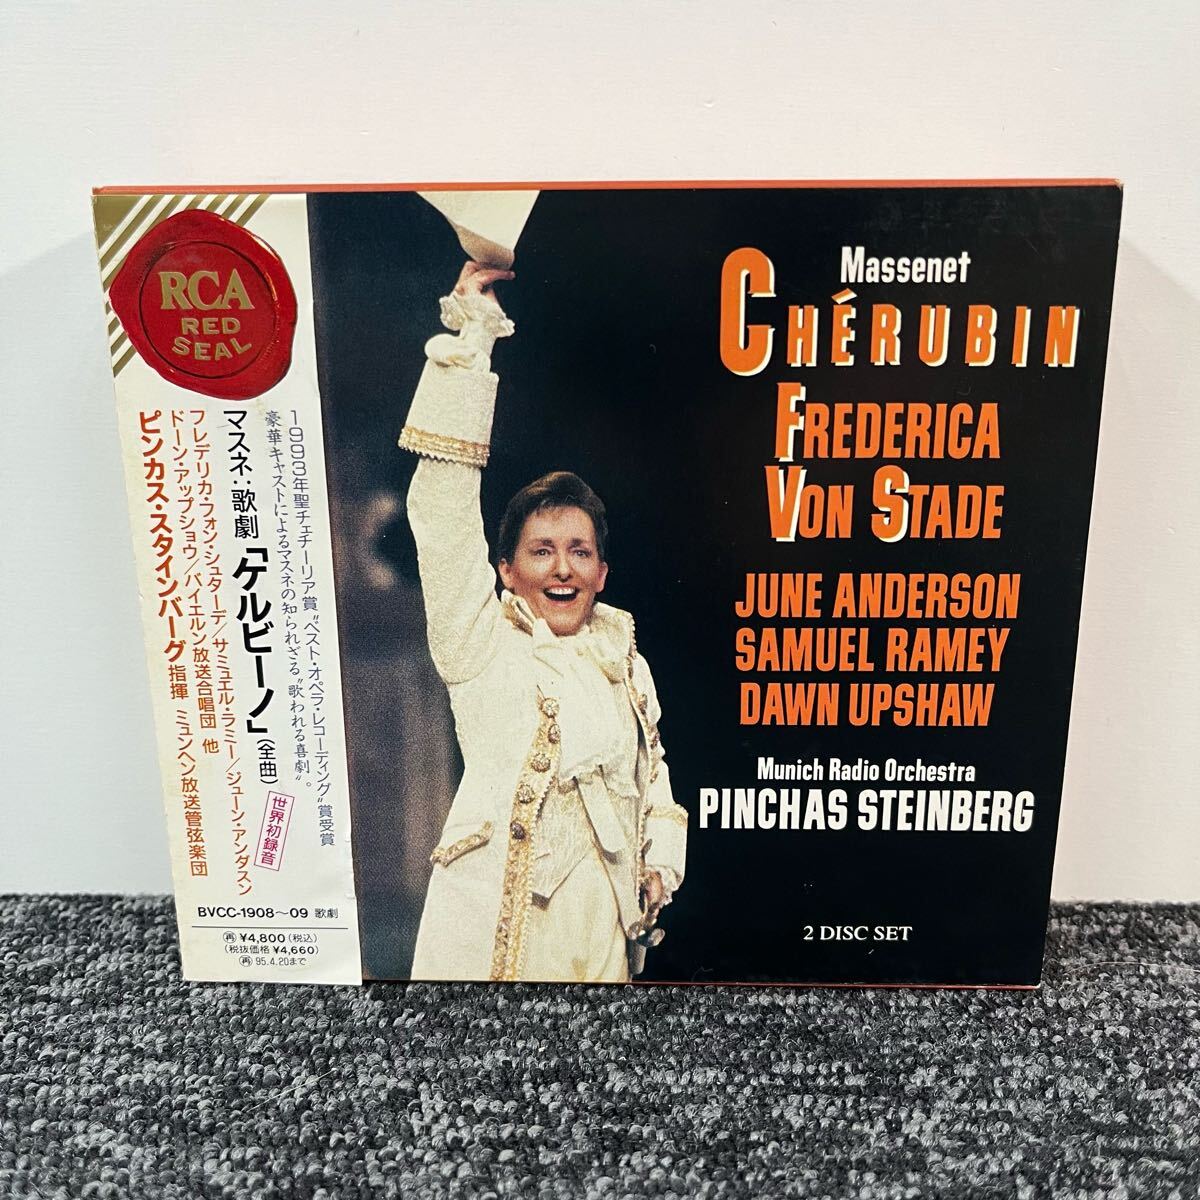 RCA
RED
SEAL
1993年聖チェチーリア賞"ベスト・オペラ・レコーディング"賞受賞
豪華キャストによるマスネの知られざる"歌われる喜劇"。
マスネ:歌劇「ケルビーノ」(全曲)
世界初録音
フレデリカ・フォン・シュターデ/サミュエル・ラミー/ジューン・アンダスン
ドーン・アップショウ/バイエルン放送合唱団 他
ピンカス・スタインバーグ指揮 ミュンヘン放送管弦楽団
BVCC-1908〜09 歌劇
再 ¥4,800(税込)
(税抜価格 ¥4,660)
再 95.4.20まで
Massenet
CHÉRUBIN
FREDERICA
VON STADE
JUNE ANDERSON
SAMUEL RAMEY
DAWN UPSHAW
Munich Radio Orchestra
PINCHAS STEINBERG
2 DISC SET